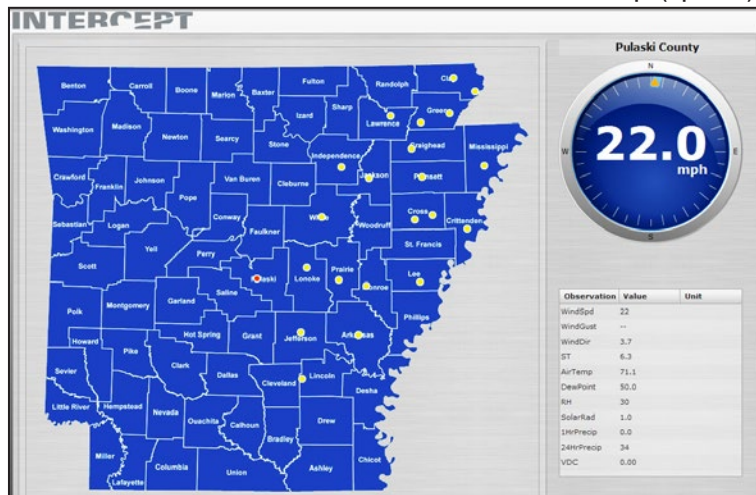 INTERCEPT
Pulaski County
N
22.0
mph
W
E
S
Benton
Carroll
Boone
Marion
Baxter
Fulton
Randolph
Clay
Izard
Sharp
Lawrence
Greene
Washington
Madison
Newton
Searcy
Stone
Independence
Craighead
Mississippi
Crawford
Franklin
Johnson
Van Buren
Cleburne
Jackson
Poinsett
Pope
Conway
Faulkner
White
Woodruff
Cross
Crittenden
Sebastian
Logan
Yell
Perry
St. Francis
Scott
Pulaski
Lonoke
Prairie
Monroe
Lee
Saline
Garland
Phillips
Polk
Montgomery
Hot Spring
Grant
Jefferson
Arkansas
Howard
Pike
Clark
Dallas
Cleveland
Lincoln
Desha
Sevier
Little River
Hempstead
Nevada
Ouachita
Calhoun
Bradley
Drew
Miller
Lafayette
Columbia
Union
Ashley
Chicot
Observation Value Unit
WindSpd 22
WindGust --
WindDir 3.7
ST 6.3
AirTemp 71.1
DewPoint 50.0
RH 30
SolarRad 1.0
1HrPrecip 0.0
24HrPrecip 34
VDC 0.00